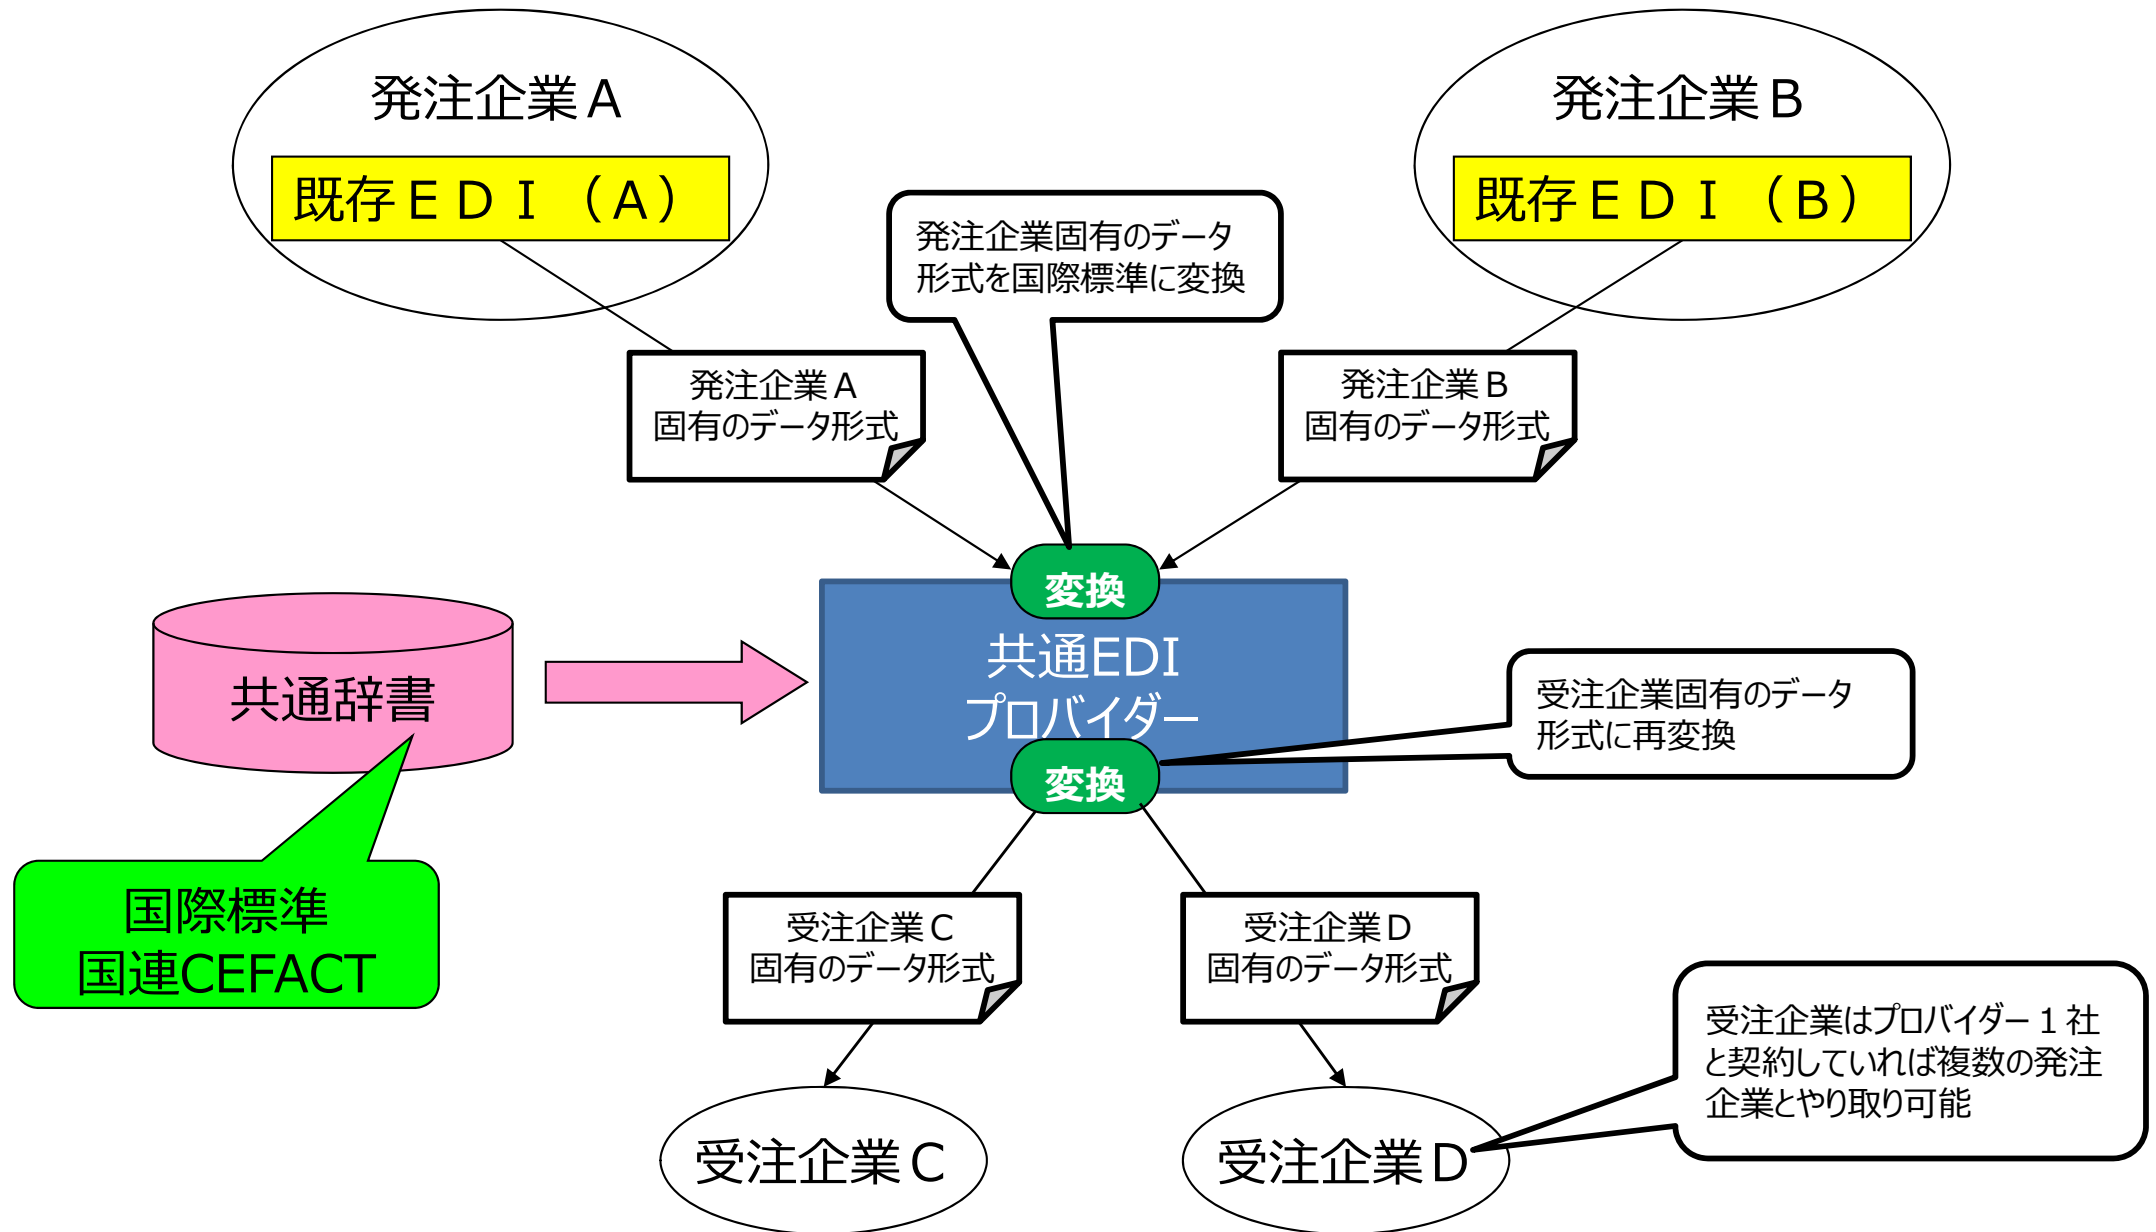 発注企業Ａ
既存ＥＤＩ（Ａ）
発注企業Ｂ
既存ＥＤＩ（Ｂ）
発注企業固有のデータ
形式を国際標準に変換
発注企業Ａ
固有のデータ形式
発注企業Ｂ
固有のデータ形式
変換
共通EDI
プロバイダー
変換
共通辞書
国際標準
国連CEFACT
受注企業固有のデータ
形式に再変換
受注企業Ｃ
固有のデータ形式
受注企業Ｄ
固有のデータ形式
受注企業はプロバイダー１社
と契約していれば複数の発注
企業とやり取り可能
受注企業Ｃ
受注企業Ｄ